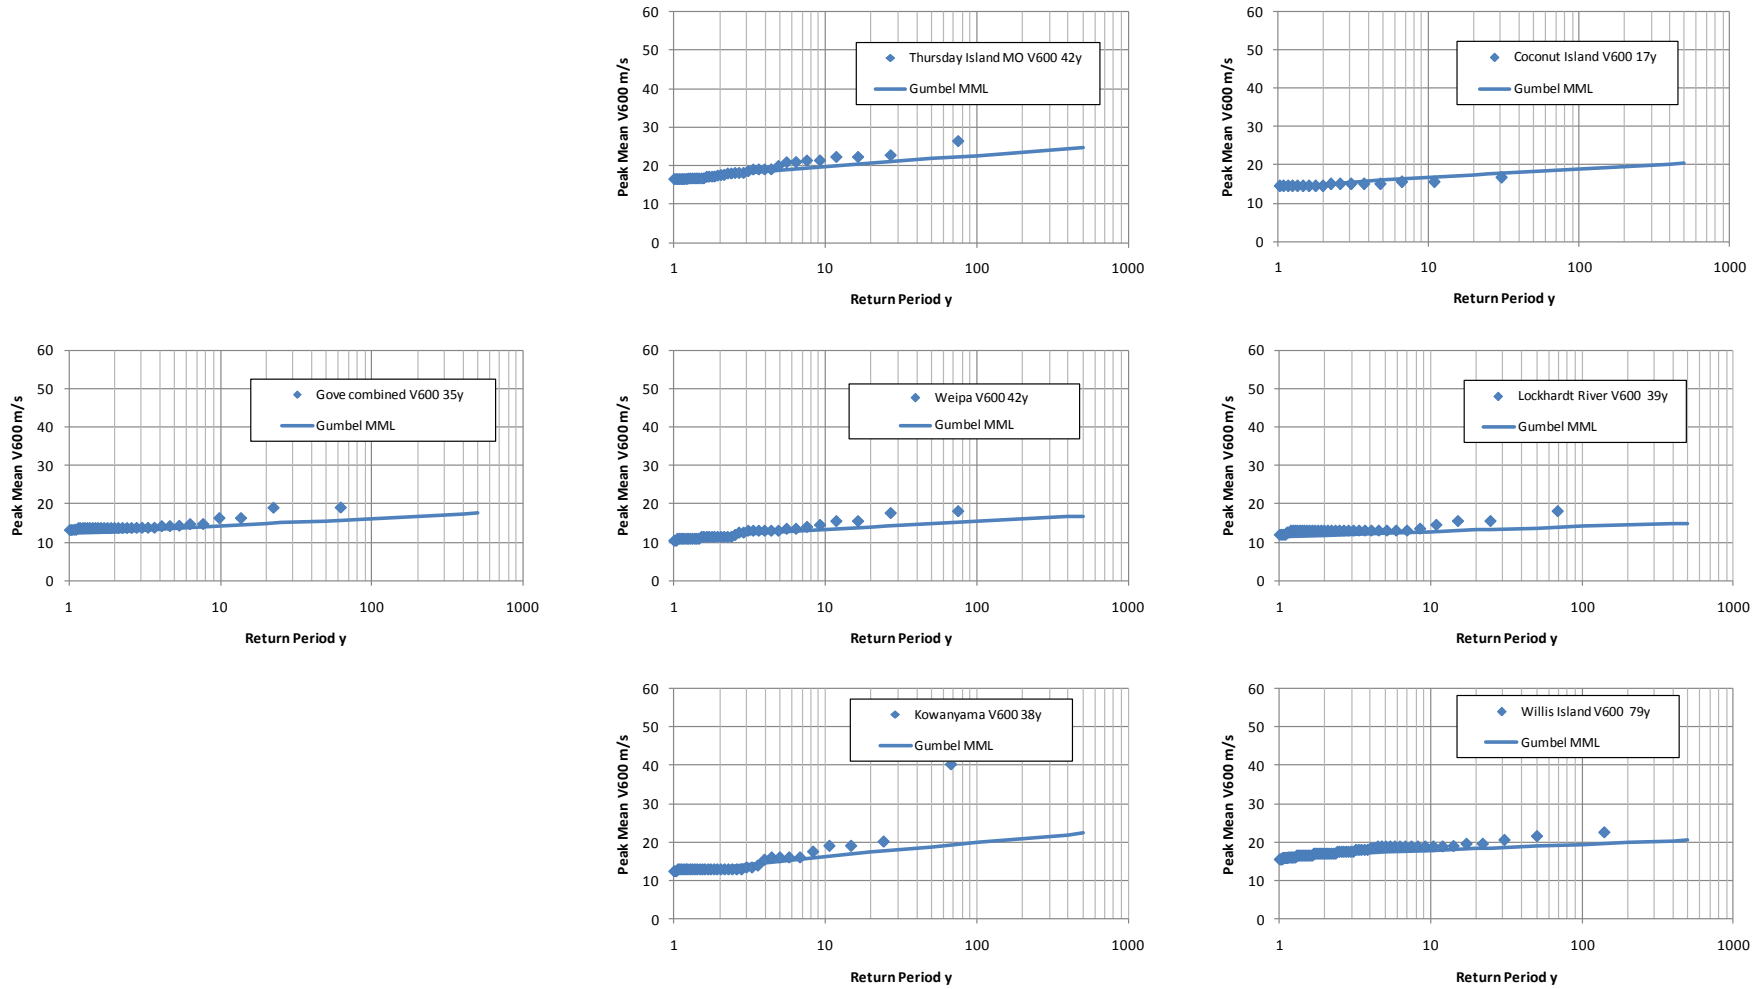 60
50
40
30
20
10
0
Peak Mean V600 m/s
Thursday Island MO V600 42y
Gumbel MML
1
10
100
1000
Return Period y
60
50
40
30
20
10
0
Peak Mean V600 m/s
Coconut Island V600 17y
Gumbel MML
1
10
100
1000
Return Period y
60
50
40
30
20
10
0
Peak Mean V600 m/s
Gove combined V600 35y
Gumbel MML
1
10
100
1000
Return Period y
60
50
40
30
20
10
0
Peak Mean V600 m/s
Weipa V600 42y
Gumbel MML
1
10
100
1000
Return Period y
60
50
40
30
20
10
0
Peak Mean V600 m/s
Lockhardt River V600 39y
Gumbel MML
1
10
100
1000
Return Period y
60
50
40
30
20
10
0
Peak Mean V600 m/s
Kowanyama V600 38y
Gumbel MML
1
10
100
1000
Return Period y
60
50
40
30
20
10
0
Peak Mean V600 m/s
Willis Island V600 79y
Gumbel MML
1
10
100
1000
Return Period y